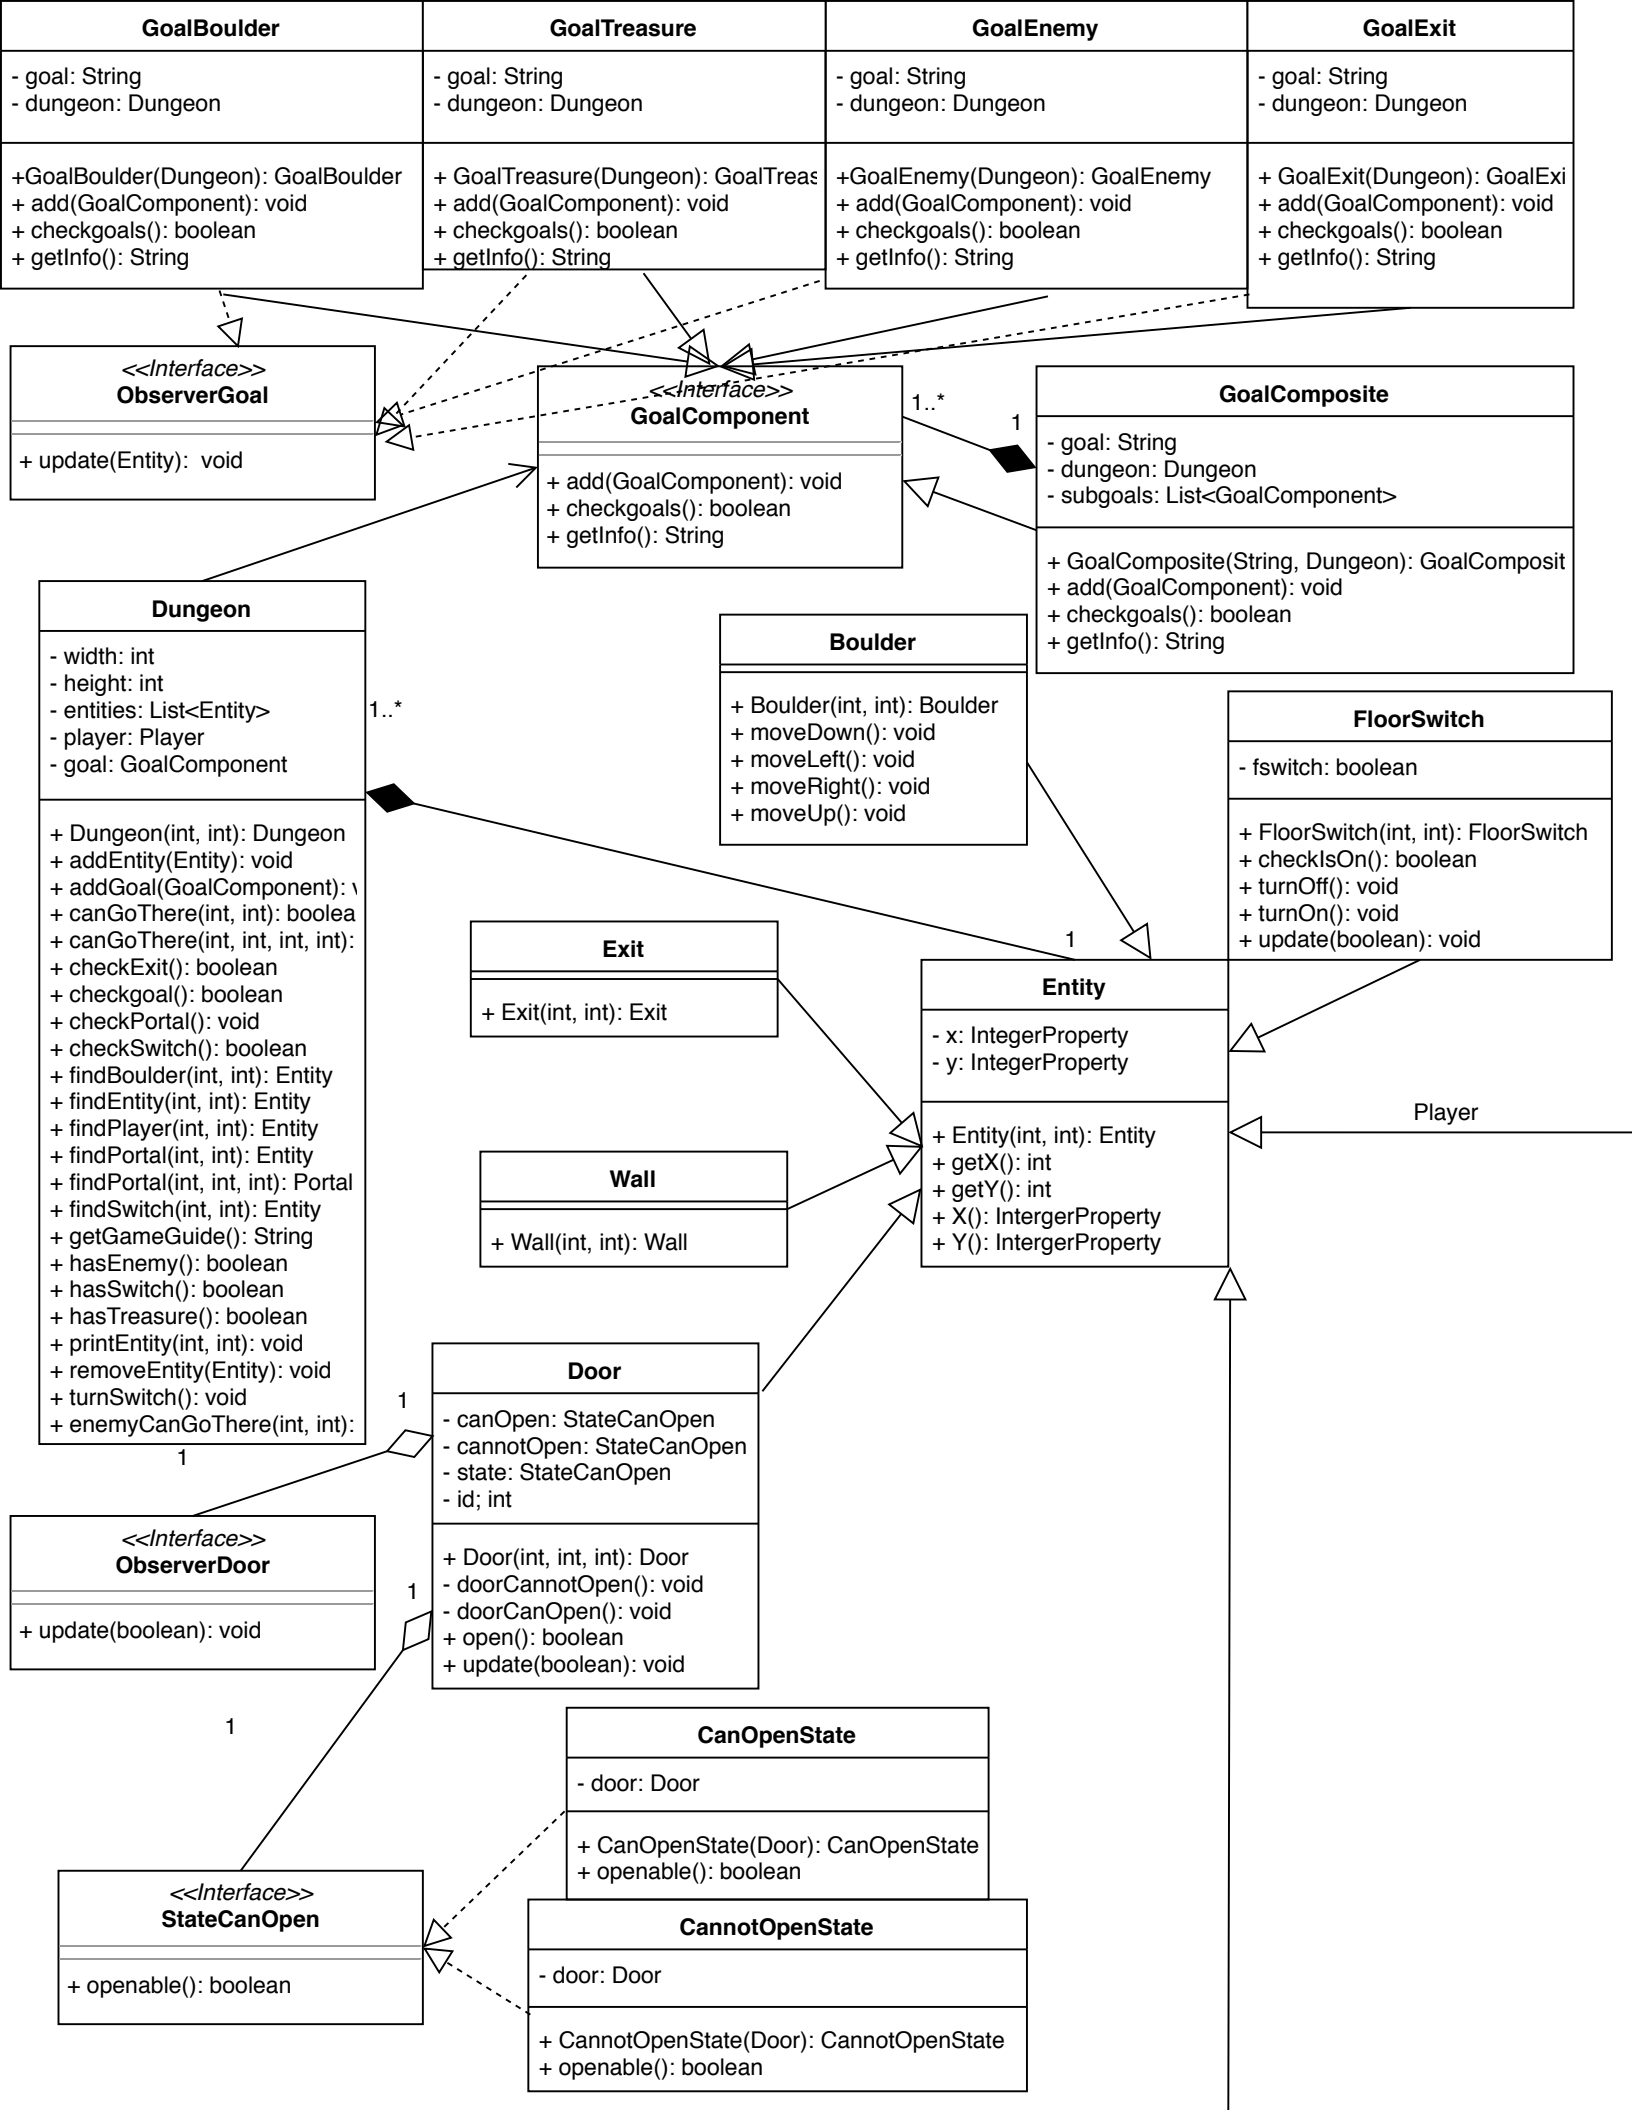 GoalBoulder
- goal: String
- dungeon: Dungeon
+GoalBoulder(Dungeon): GoalBoulder
+ add(GoalComponent): void
+ checkgoals(): boolean
+ getInfo(): String
GoalTreasure
- goal: String
- dungeon: Dungeon
+ GoalTreasure(Dungeon): GoalTreas
+ add(GoalComponent): void
+ checkgoals(): boolean
+ getInfo(): String
GoalEnemy
- goal: String
- dungeon: Dungeon
+GoalEnemy(Dungeon): GoalEnemy
+ add(GoalComponent): void
+ checkgoals(): boolean
+ getInfo(): String
GoalExit
- goal: String
- dungeon: Dungeon
+ GoalExit(Dungeon): GoalExi
+ add(GoalComponent): void
+ checkgoals(): boolean
+ getInfo(): String
<<Interface>>
ObserverGoal
+ update(Entity):  void
<<Interface>>
GoalComponent
+ add(GoalComponent): void
+ checkgoals(): boolean
+ getInfo(): String
1..*
1
GoalComposite
- goal: String
- dungeon: Dungeon
- subgoals: List<GoalComponent>
+ GoalComposite(String, Dungeon): GoalComposit
+ add(GoalComponent): void
+ checkgoals(): boolean
+ getInfo(): String
Dungeon
- width: int
- height: int
- entities: List<Entity>
- player: Player
- goal: GoalComponent
+ Dungeon(int, int): Dungeon
+ addEntity(Entity): void
+ addGoal(GoalComponent): v
+ canGoThere(int, int): boolea
+ canGoThere(int, int, int, int):
+ checkExit(): boolean
+ checkgoal(): boolean
+ checkPortal(): void
+ checkSwitch(): boolean
+ findBoulder(int, int): Entity
+ findEntity(int, int): Entity
+ findPlayer(int, int): Entity
+ findPortal(int, int): Entity
+ findPortal(int, int, int): Portal
+ findSwitch(int, int): Entity
+ getGameGuide(): String
+ hasEnemy(): boolean
+ hasSwitch(): boolean
+ hasTreasure(): boolean
+ printEntity(int, int): void
+ removeEntity(Entity): void
+ turnSwitch(): void
+ enemyCanGoThere(int, int):
1..*
1
Boulder
+ Boulder(int, int): Boulder
+ moveDown(): void
+ moveLeft(): void
+ moveRight(): void
+ moveUp(): void
FloorSwitch
- fswitch: boolean
+ FloorSwitch(int, int): FloorSwitch
+ checkIsOn(): boolean
+ turnOff(): void
+ turnOn(): void
+ update(boolean): void
Exit
+ Exit(int, int): Exit
Entity
- x: IntegerProperty
- y: IntegerProperty
+ Entity(int, int): Entity
+ getX(): int
+ getY(): int
+ X(): IntergerProperty
+ Y(): IntergerProperty
Player
Wall
+ Wall(int, int): Wall
Door
- canOpen: StateCanOpen
- cannotOpen: StateCanOpen
- state: StateCanOpen
- id; int
+ Door(int, int, int): Door
- doorCannotOpen(): void
- doorCanOpen(): void
+ open(): boolean
+ update(boolean): void
1
1
<<Interface>>
ObserverDoor
+ update(boolean): void
1
1
CanOpenState
- door: Door
+ CanOpenState(Door): CanOpenState
+ openable(): boolean
<<Interface>>
StateCanOpen
+ openable(): boolean
CannotOpenState
- door: Door
+ CannotOpenState(Door): CannotOpenState
+ openable(): boolean